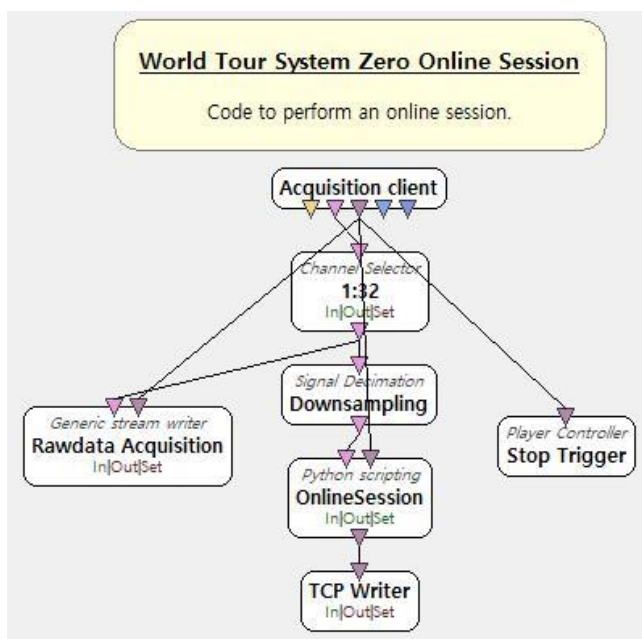 World Tour System Zero Online Session
Code to perform an online session.
Acquisition client
Channel Selector
1:32
In|Out|Set
Signal Decimation
Downsampling
Generic stream writer
Rawdata Acquisition
In|Out|Set
Player Controller
Stop Trigger
Python scripting
OnlineSession
In|Out|Set
TCP Writer
In|Out|Set